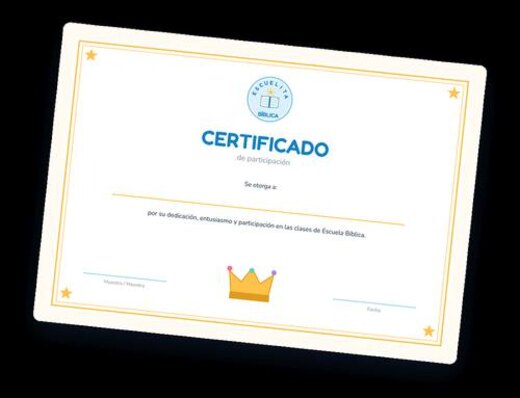 ESCUELITA
BÍBLICA
CERTIFICADO
de participación
Se otorga a:
por su dedicación, entusiasmo y participación en las clases de Escuela Bíblica.
Maestro / Maestra
Fecha